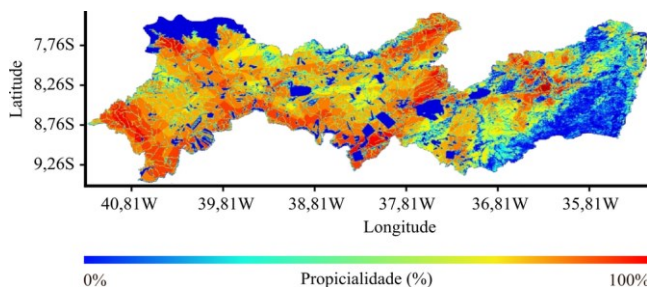 7,76S
8,26S
8,76S
9,26S
Latitude
40,81W 39,81W 38,81W 37,81W 36,81W 35,81W
Longitude
0% Propicialidade (%) 100%